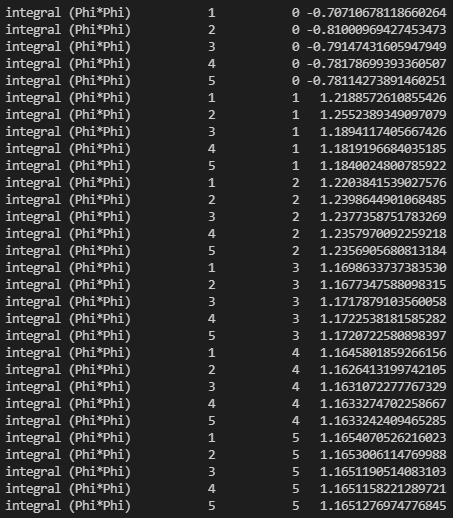 integral (Phi*Phi) 1 0 -0.70710678118660264
integral (Phi*Phi) 2 0 -0.81000969427453473
integral (Phi*Phi) 3 0 -0.79147431605947949
integral (Phi*Phi) 4 0 -0.78178699393360507
integral (Phi*Phi) 5 0 -0.78114273891460251
integral (Phi*Phi) 1 1 1.2188572610855426
integral (Phi*Phi) 2 1 1.2552389349097079
integral (Phi*Phi) 3 1 1.1894117405667426
integral (Phi*Phi) 4 1 1.1819196684035185
integral (Phi*Phi) 5 1 1.1840024800785922
integral (Phi*Phi) 1 2 1.2203841539027576
integral (Phi*Phi) 2 2 1.2398644901068485
integral (Phi*Phi) 3 2 1.2377358751783269
integral (Phi*Phi) 4 2 1.2357970092259218
integral (Phi*Phi) 5 2 1.2356905680813184
integral (Phi*Phi) 1 3 1.1698633737383530
integral (Phi*Phi) 2 3 1.1677347588098315
integral (Phi*Phi) 3 3 1.1717879103560058
integral (Phi*Phi) 4 3 1.1722538181585282
integral (Phi*Phi) 5 3 1.1720722580898397
integral (Phi*Phi) 1 4 1.1645801859266156
integral (Phi*Phi) 2 4 1.1626413199742105
integral (Phi*Phi) 3 4 1.1631072277767329
integral (Phi*Phi) 4 4 1.1633274702258667
integral (Phi*Phi) 5 4 1.1633242409465285
integral (Phi*Phi) 1 5 1.1654070526216023
integral (Phi*Phi) 2 5 1.1653006114769988
integral (Phi*Phi) 3 5 1.1651190514083103
integral (Phi*Phi) 4 5 1.1651158221289721
integral (Phi*Phi) 5 5 1.1651276974776845